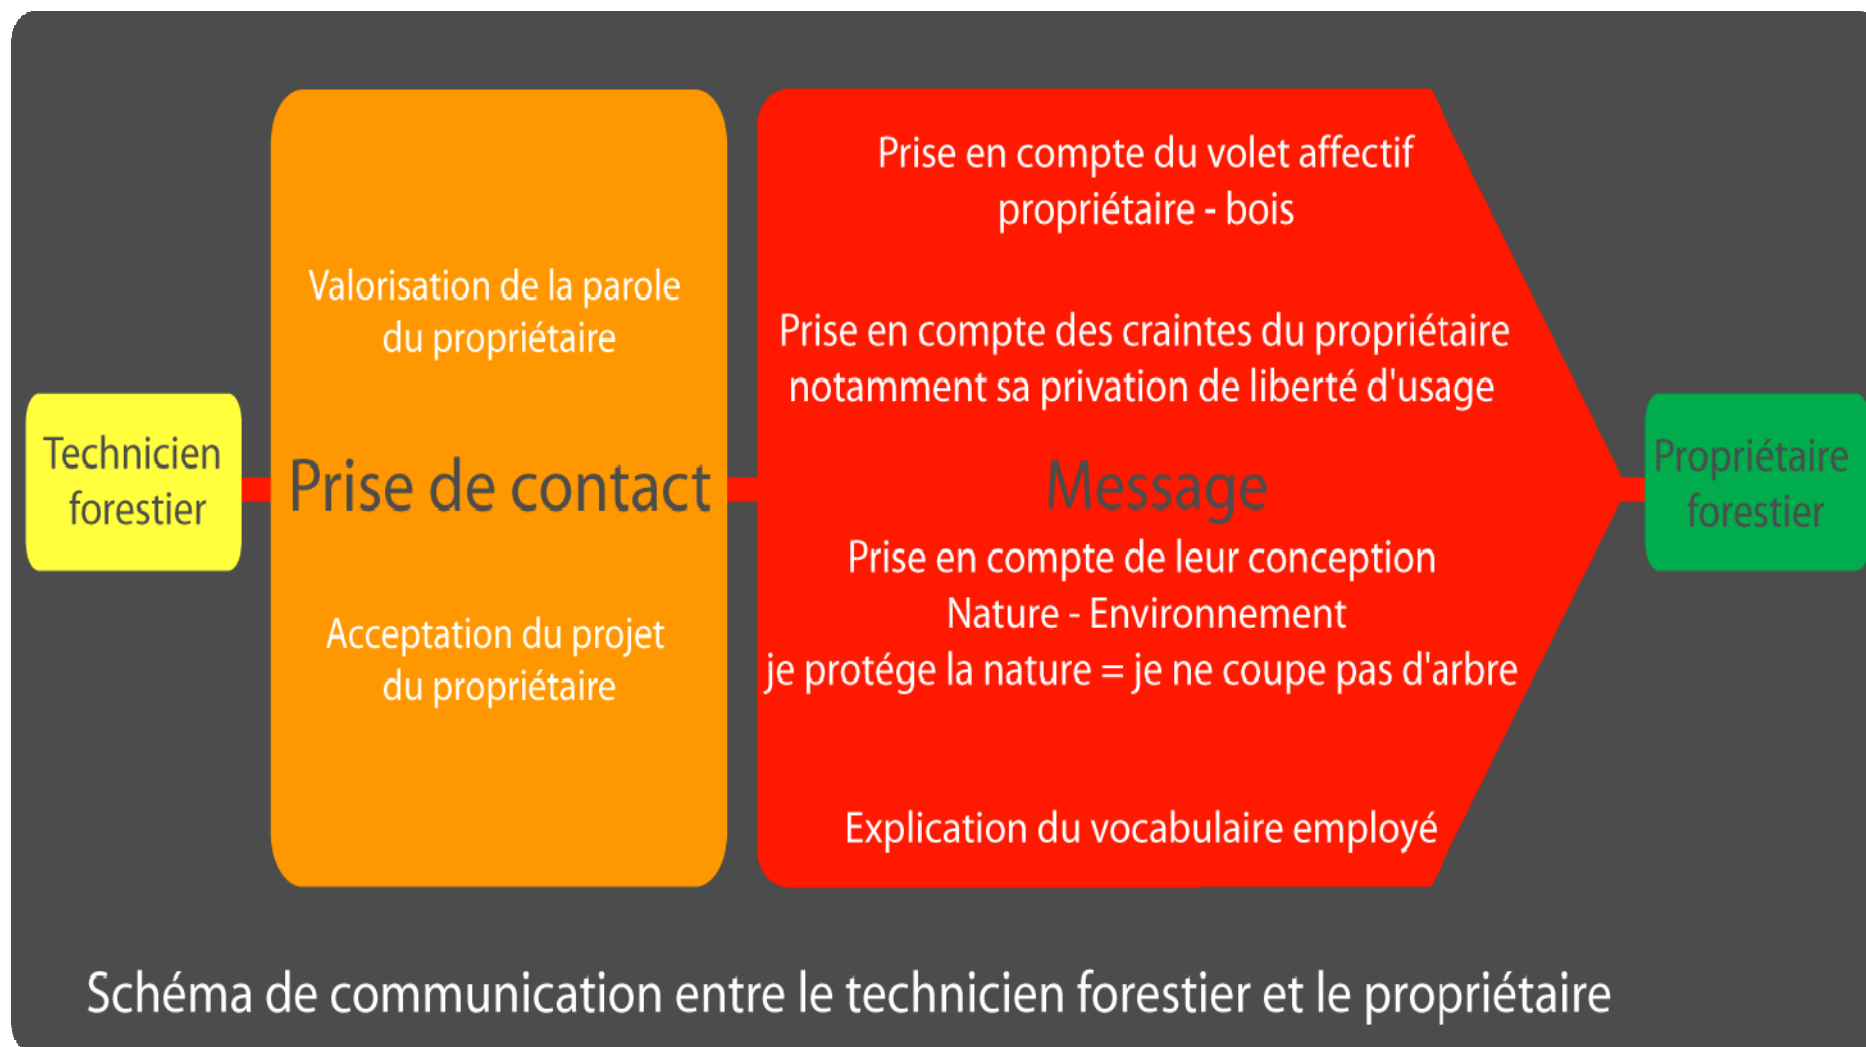 Technicien
forestier
Valorisation de la parole
du propriétaire
Prise de contact
Acceptation du projet
du propriétaire
Prise en compte du volet affectif
propriétaire - bois
Prise en compte des craintes du propriétaire
notamment sa privation de liberté d'usage
Message
Prise en compte de leur conception
Nature - Environnement
je protége la nature = je ne coupe pas d'arbre
Explication du vocabulaire employé
Propriétaire
forestier
Schéma de communication entre le technicien forestier et le propriétaire